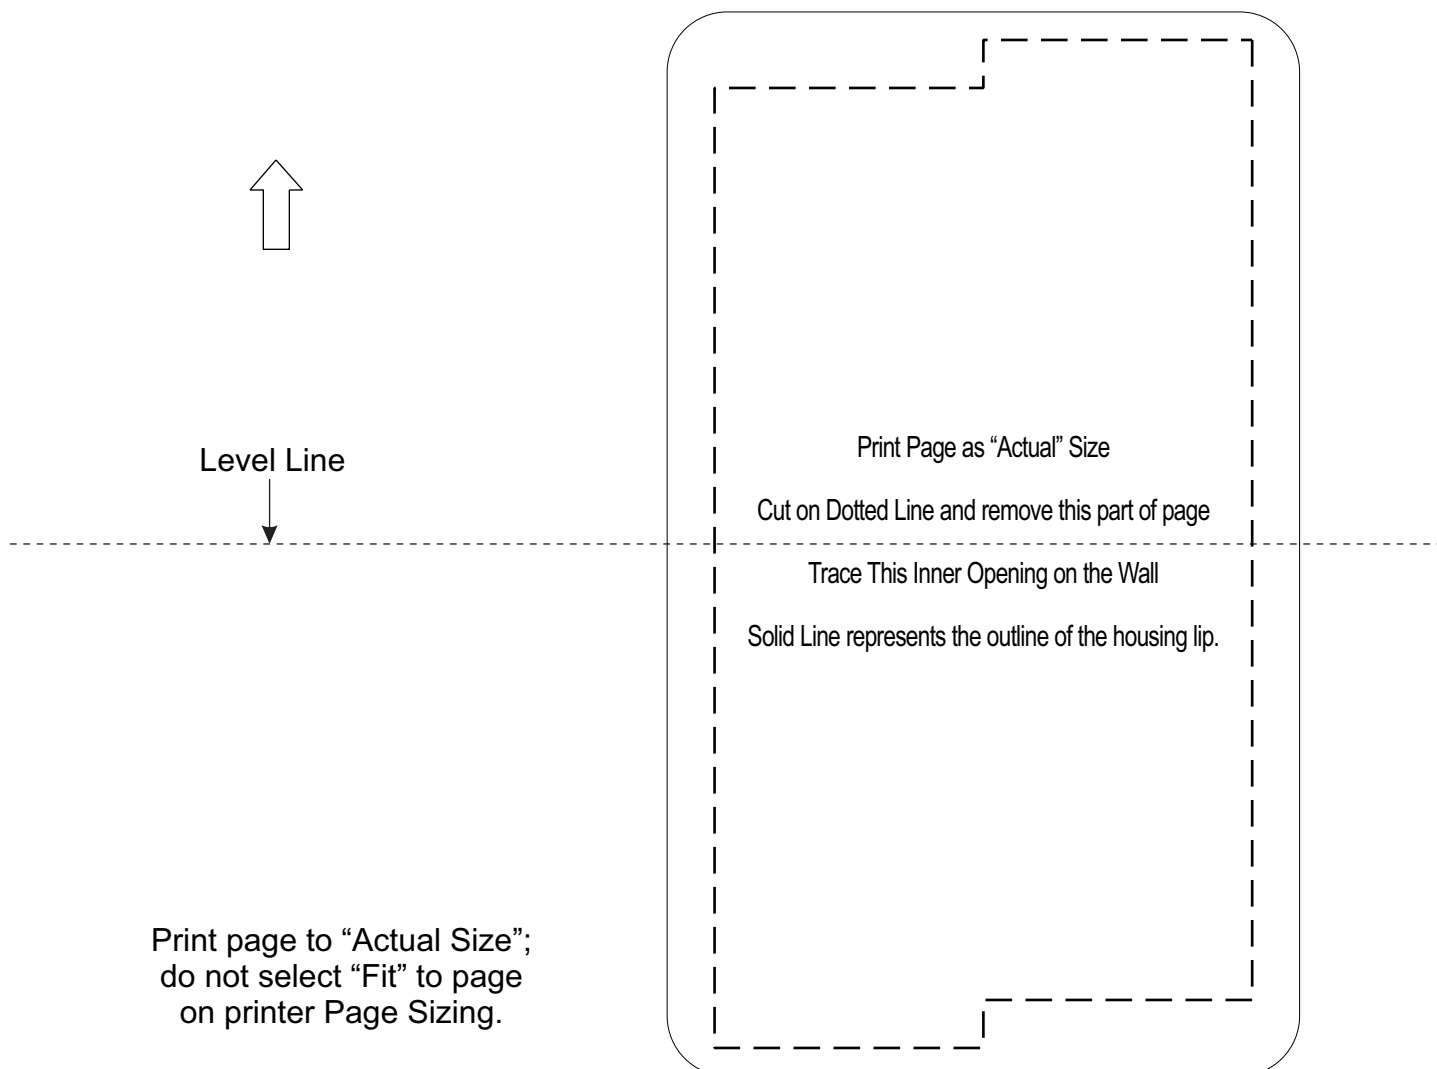 Level Line
Print Page as “Actual” Size
Cut on Dotted Line and remove this part of page
Trace This Inner Opening on the Wall
Solid Line represents the outline of the housing lip.
Print page to “Actual Size”;
do not select “Fit” to page
on printer Page Sizing.